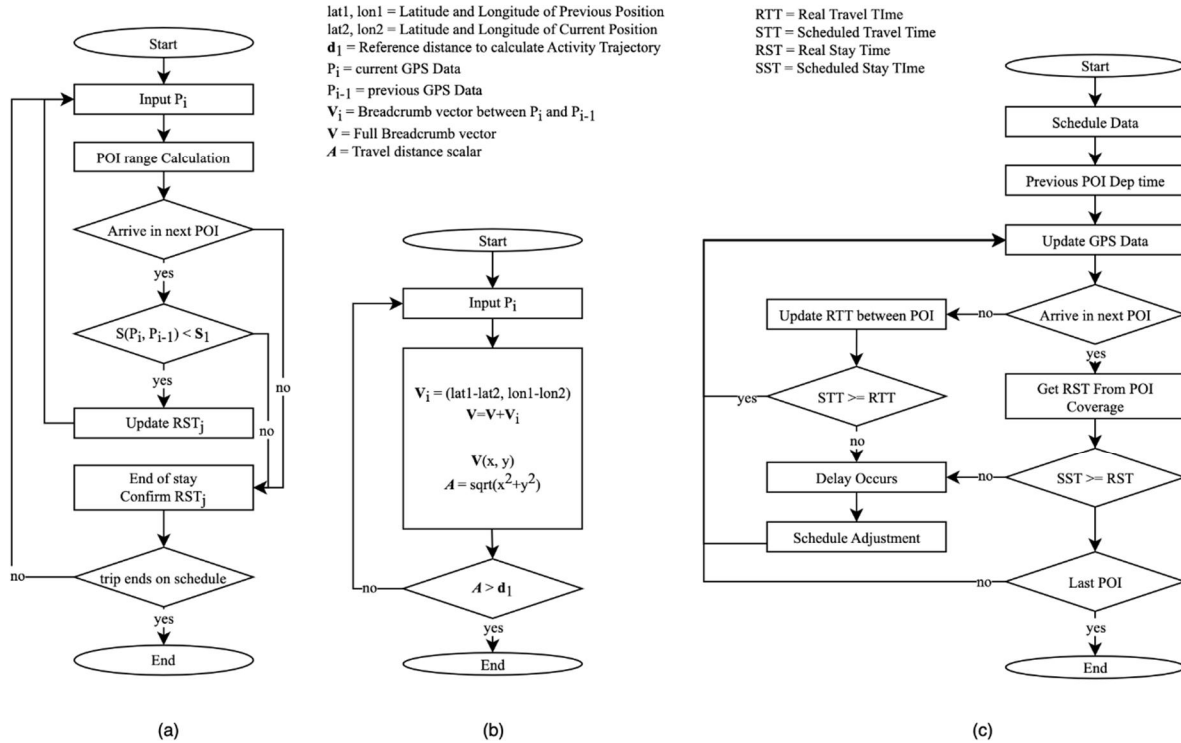 lat1, lon1 = Latitude and Longitude of Previous Position
lat2, lon2 = Latitude and Longitude of Current Position
d1 = Reference distance to calculate Activity Trajectory
Pi = current GPS Data
Pi-1 = previous GPS Data
Vi = Breadcrumb vector between Pi and Pi-1
V = Full Breadcrumb vector
A = Travel distance scalar
RTT = Real Travel TIme
STT = Scheduled Travel Time
RST = Real Stay Time
SST = Scheduled Stay TIme
Start
Input Pi
POI range Calculation
Arrive in next POI
yes
S(Pi, Pi-1) < S1
yes
no
Update RSTj
no
End of stay
Confirm RSTj
trip ends on schedule
no
yes
End
(a)
Start
Input Pi
Vi = (lat1-lat2, lon1-lon2)
V=V+Vi
V(x, y)
A = sqrt(x2+y2)
A > d1
no
yes
End
(b)
Start
Schedule Data
Previous POI Dep time
Update GPS Data
Arrive in next POI
no
Update RTT between POI
yes
STT >= RTT
yes
Get RST From POI
Coverage
no
Delay Occurs
no
SST >= RST
Schedule Adjustment
Last POI
no
yes
End
(c)